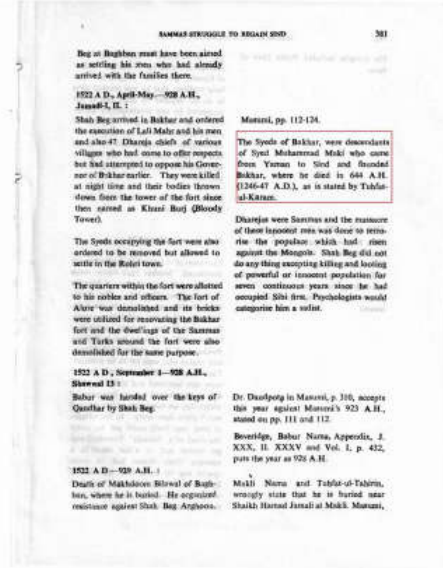 SAMMAS STRUGGLE TO REGAIN SIND 301
Beg at Baghban must have been aimed
as settling his men who had already
arrived with the families there.
1522 A D., April-May.—928 A.H.,
Jamadi-I, II. :
Shah Beg arrived in Bakhar and ordered
the execution of Lali Mahr and his men
and also 47 Dhareja chiefs of various
villages who had come to offer respects
but had attempted to oppose his Gover-
nor of Bukhar earlier. They were killed
at night time and their bodies thrown
down from the tower of the fort since
then named as Khuni Burj (Bloody
Tower).
The Syeds occupying the fort were also
ordered to be removed but allowed to
settle in the Rohri town.
The quarters within the fort were allotted
to his nobles and officers. The fort of
Alore was demolished and its bricks
were utilized for renovating the Bukhar
fort and the dwellings of the Sammas
and Turks around the fort were also
demolished for the same purpose.
1522 A D., September 1—928 A.H.,
Shawwal 13 :
Babur was handed over the keys of
Qandhar by Shah Beg.
1522 A D—929 A.H. :
Death of Makhdoom Bilawal of Bagh-
ban, where he is buried. He organized
resistance against Shah Beg Arghoon.
Masumi, pp. 112-124.
The Syeds of Bakhar, were descendants
of Syed Muhammad Maki who came
from Yaman to Sind and founded
Bukhar, where he died in 644 A.H.
(1246-47 A.D.), as is stated by Tuhfat-
ul-Karam.
Dharejas were Sammas and the massacre
of these innocent men was done to terro-
rise the populace which had risen
against the Mongols. Shah Beg did not
do any thing excepting killing and looting
of powerful or innocent population for
seven continuous years since he had
occupied Sibi first. Psychologists would
categorise him a sadist.
Dr. Daudpota in Masumi, p. 310, accepts
this year against Masumi's 923 A.H.,
stated on pp. 111 and 112.
Beveridge, Babur Nama, Appendix, J.
XXX, II. XXXV and Vol. I, p. 432,
puts the year as 928 A.H.
Makli Nama and Tuhfat-ul-Tahirin,
wrongly state that he is buried near
Shaikh Hamad Jamali at Makli. Masumi,